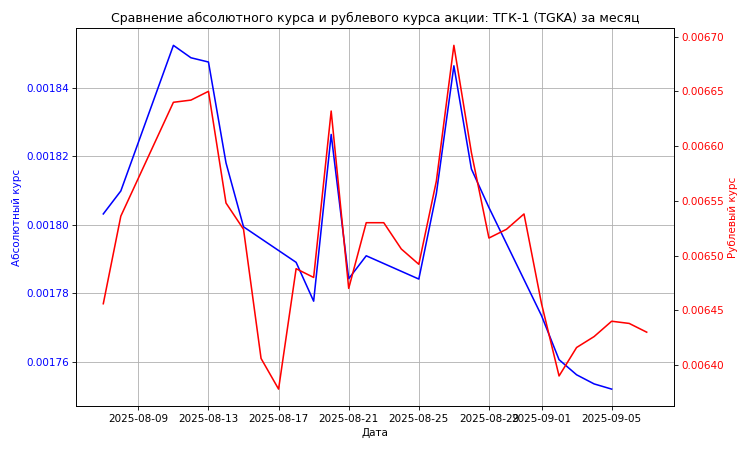 Сравнение абсолютного курса и рублевого курса акции: ТГК-1 (TGKA) за месяц
Абсолютный курс
0.00184
0.00182
0.00180
0.00178
0.00176
0.00670
0.00665
0.00660
0.00655
0.00650
0.00645
0.00640
Рублевый курс
2025-08-09 2025-08-13 2025-08-17 2025-08-21 2025-08-25 2025-08-29 2025-09-01 2025-09-05
Дата